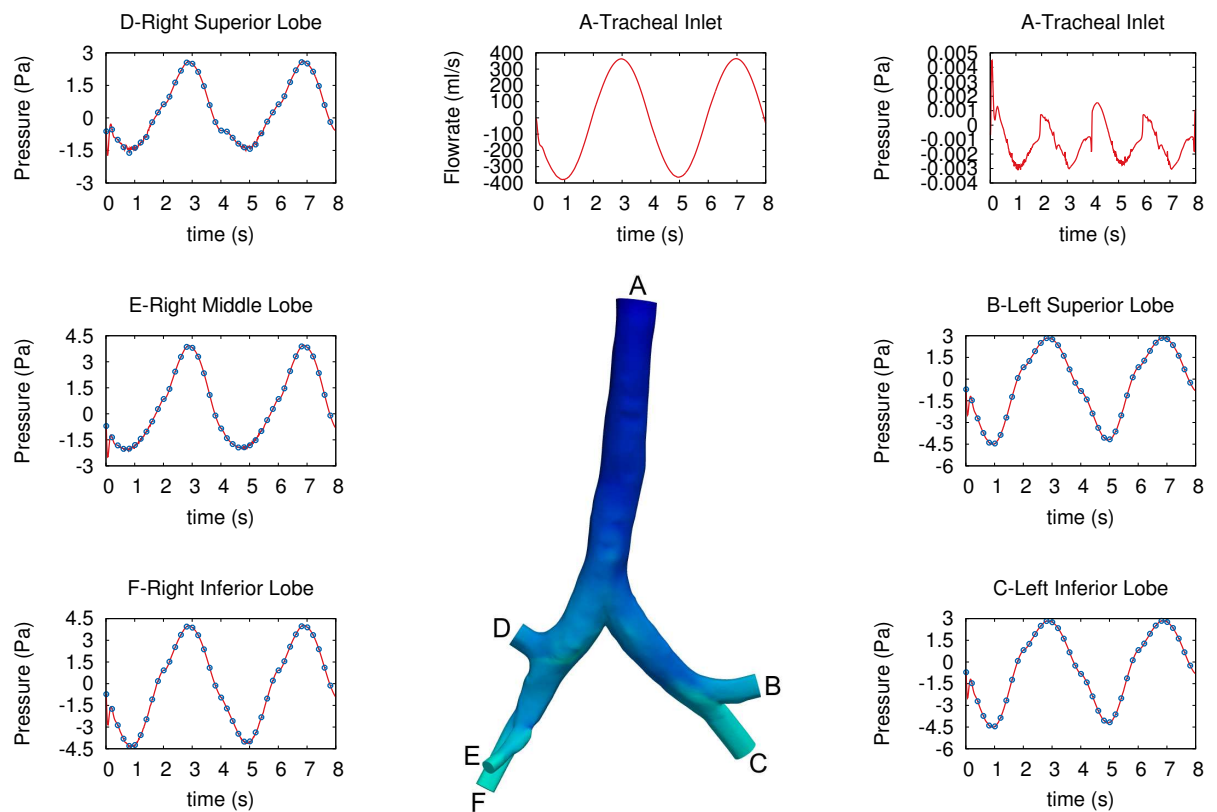 D-Right Superior Lobe
Pressure (Pa)
3
1.5
0
-1.5
-3
0 1 2 3 4 5 6 7 8
time (s)
A-Tracheal Inlet
Flowrate (ml/s)
400
300
200
100
0
-100
-200
-300
-400
0 1 2 3 4 5 6 7 8
time (s)
A-Tracheal Inlet
Pressure (Pa)
0.005
0.004
0.003
0.001
0
-0.001
-0.002
-0.003
-0.004
0 1 2 3 4 5 6 7 8
time (s)
E-Right Middle Lobe
Pressure (Pa)
4.5
3
1.5
0
-1.5
-3
0 1 2 3 4 5 6 7 8
time (s)
A
B-Left Superior Lobe
Pressure (Pa)
3
1.5
0
-1.5
-3
-4.5
-6
0 1 2 3 4 5 6 7 8
time (s)
F-Right Inferior Lobe
Pressure (Pa)
4.5
3
1.5
0
-1.5
-3
-4.5
0 1 2 3 4 5 6 7 8
time (s)
D
B
E
C
F
C-Left Inferior Lobe
Pressure (Pa)
3
1.5
0
-1.5
-3
-4.5
-6
0 1 2 3 4 5 6 7 8
time (s)